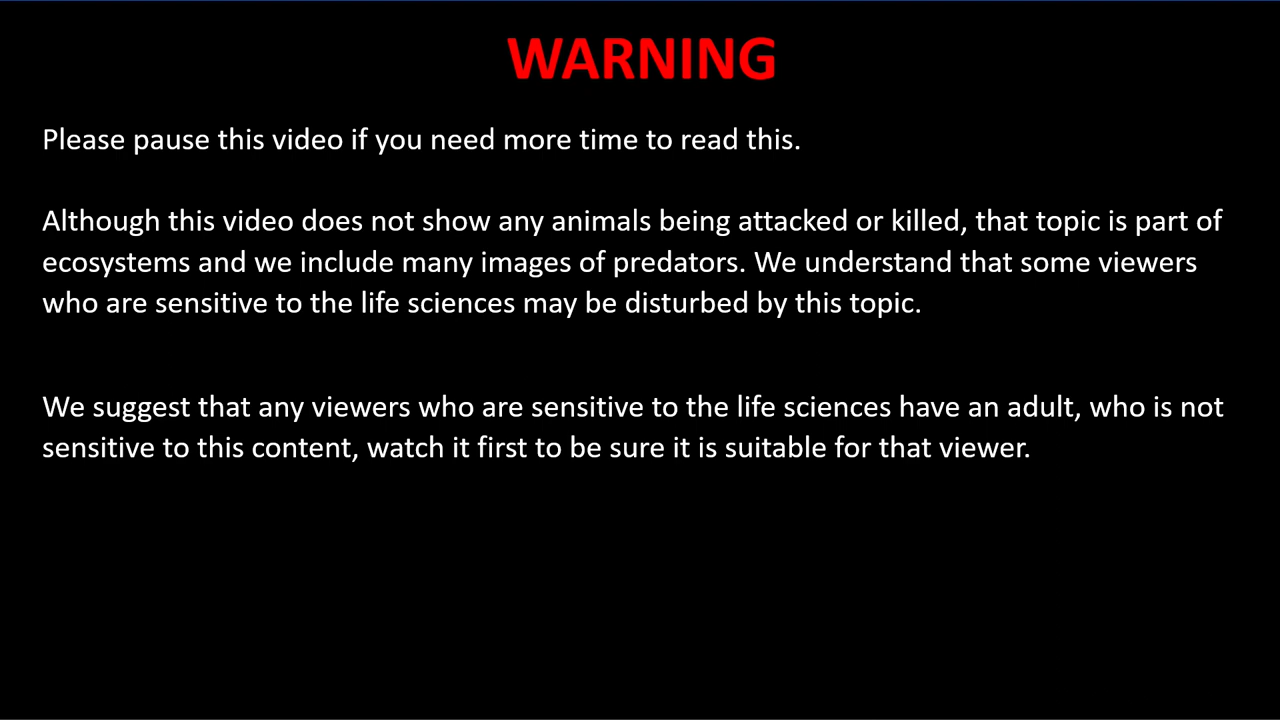 WARNING
Please pause this video if you need more time to read this.
Although this video does not show any animals being attacked or killed, that topic is part of
ecosystems and we include many images of predators. We understand that some viewers
who are sensitive to the life sciences may be disturbed by this topic.
We suggest that any viewers who are sensitive to the life sciences have an adult, who is not
sensitive to this content, watch it first to be sure it is suitable for that viewer.